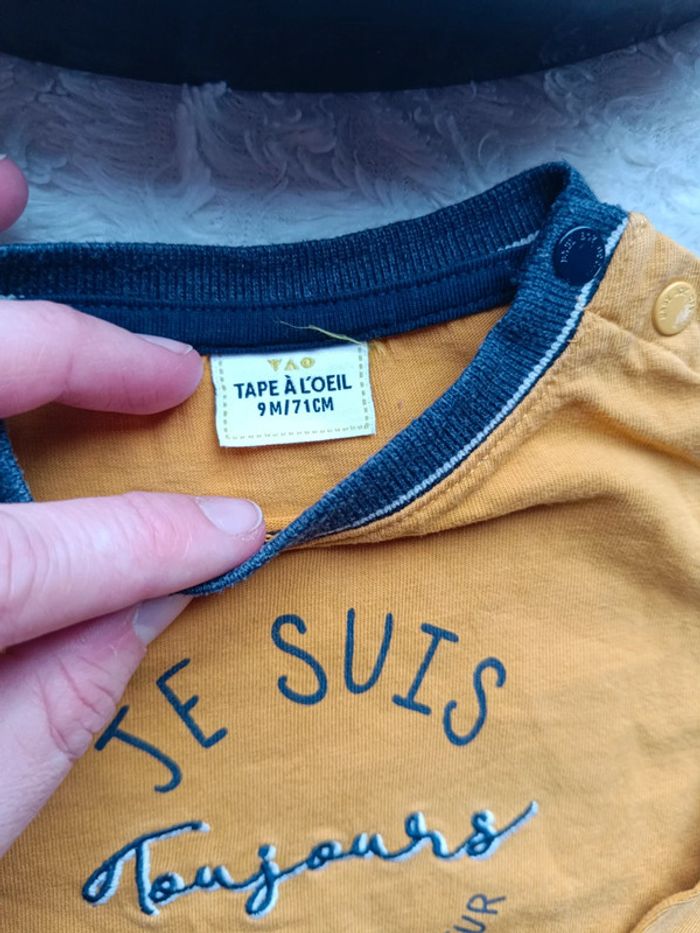 TAO
TAPE À L'OEIL
9M/71CM
JE SUIS
Toujours